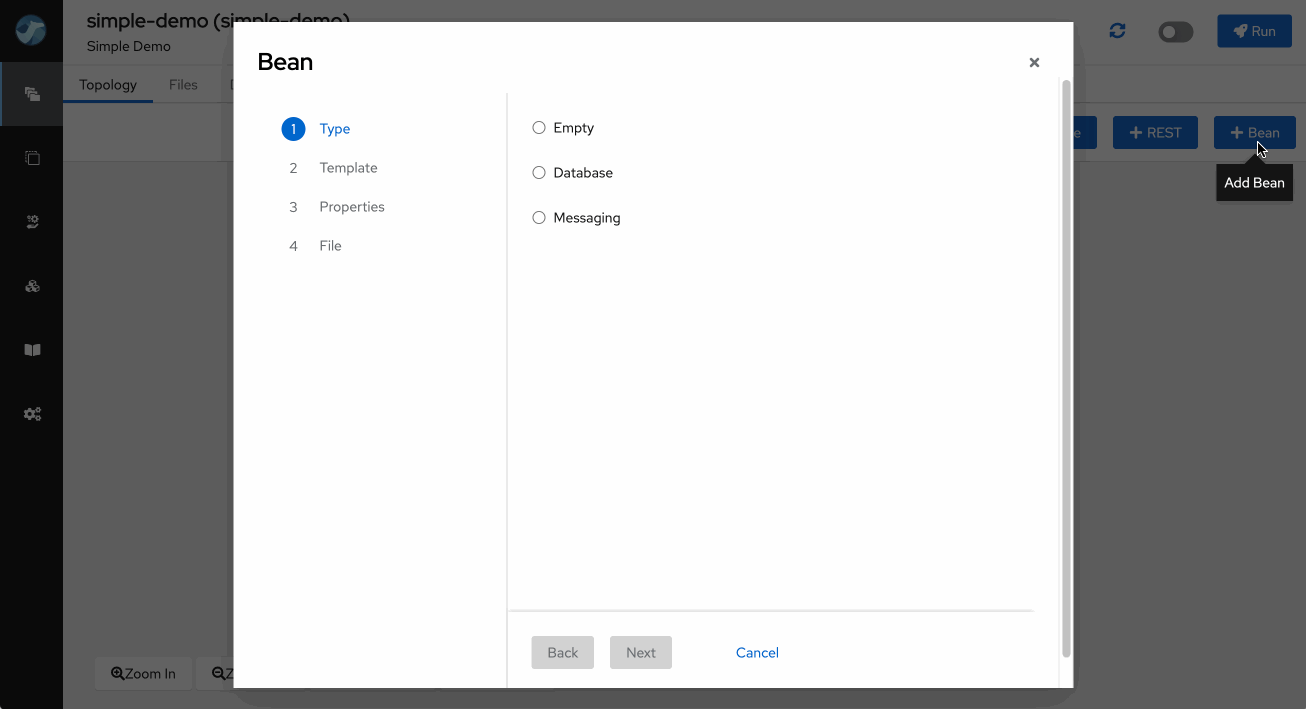 simple-demo (simple-demo)
Simple Demo
Run
Topology
Files
REST
Bean
Add Bean
Bean
1 Type
2 Template
3 Properties
4 File
Empty
Database
Messaging
Back
Next
Cancel
Zoom In